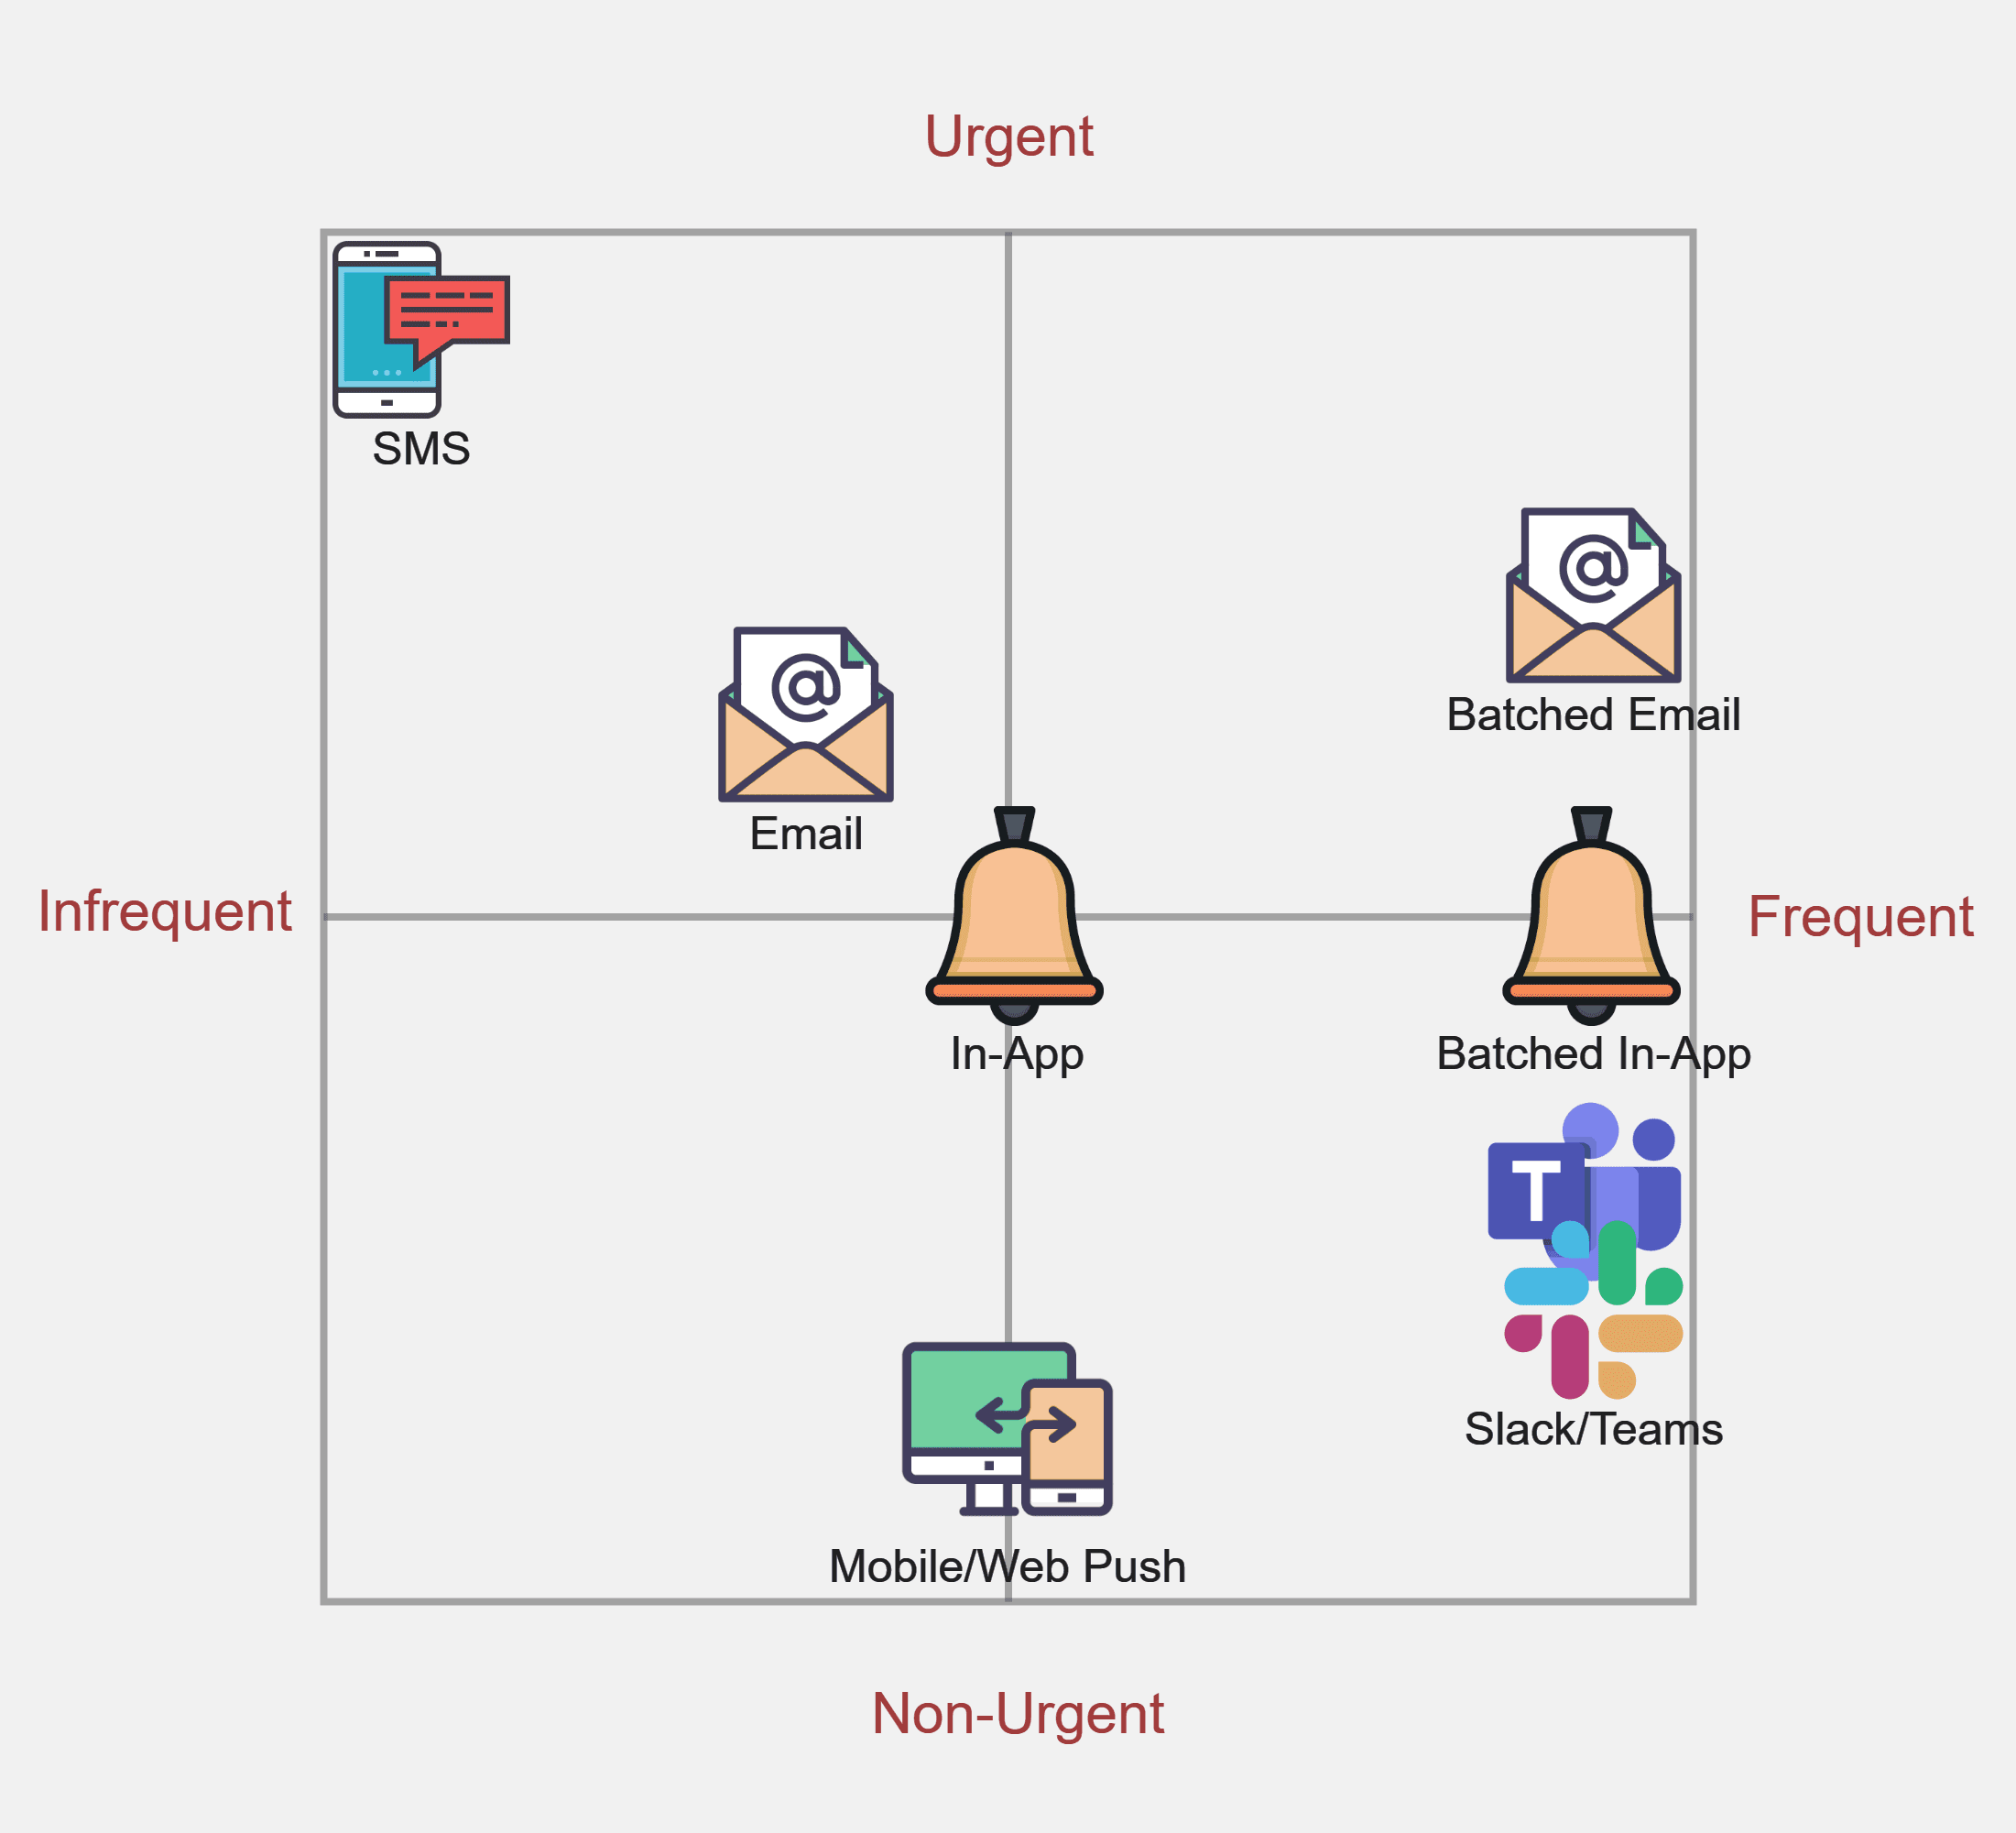 Urgent
SMS
Batched Email
Email
Infrequent
Frequent
In-App
Batched In-App
T
Slack/Teams
Mobile/Web Push
Non-Urgent